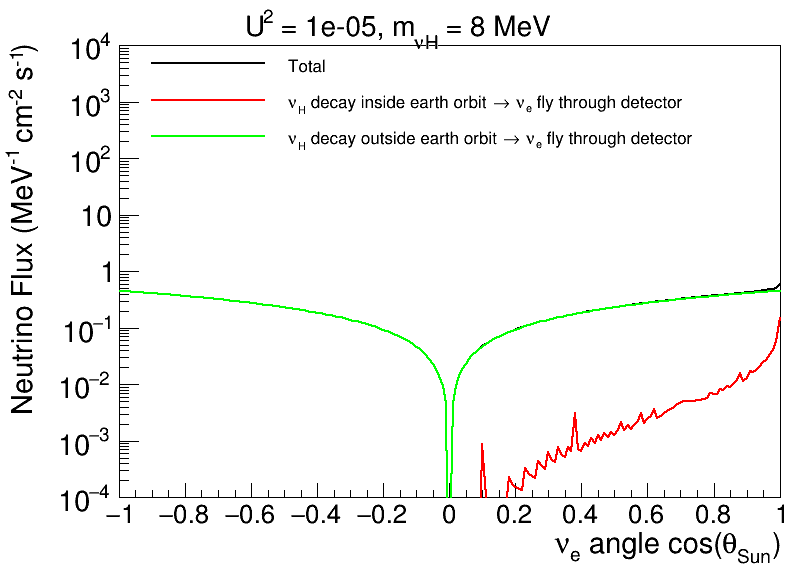 U² = 1e-05, m_νH = 8 MeV
Neutrino Flux (MeV⁻¹ cm⁻² s⁻¹)
10⁴
10³
10²
10
1
10⁻¹
10⁻²
10⁻³
10⁻⁴
Total
ν_H decay inside earth orbit → ν_e fly through detector
ν_H decay outside earth orbit → ν_e fly through detector
−1 −0.8 −0.6 −0.4 −0.2 0 0.2 0.4 0.6 0.8 1
ν_e angle cos(θ_Sun)